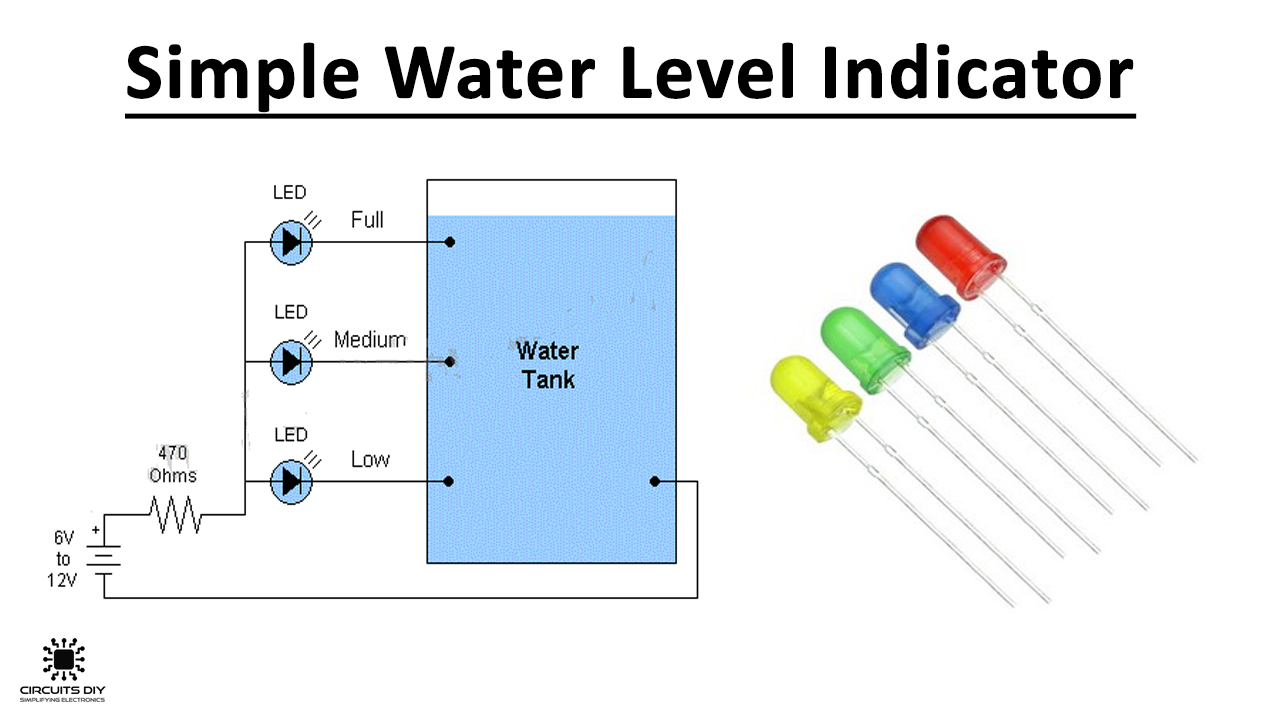 Simple Water Level Indicator
LED
Full
LED
Medium
Water
Tank
LED
Low
470
Ohms
+
6V
to
12V
CIRCUITS DIY
SIMPLIFYING ELECTRONICS